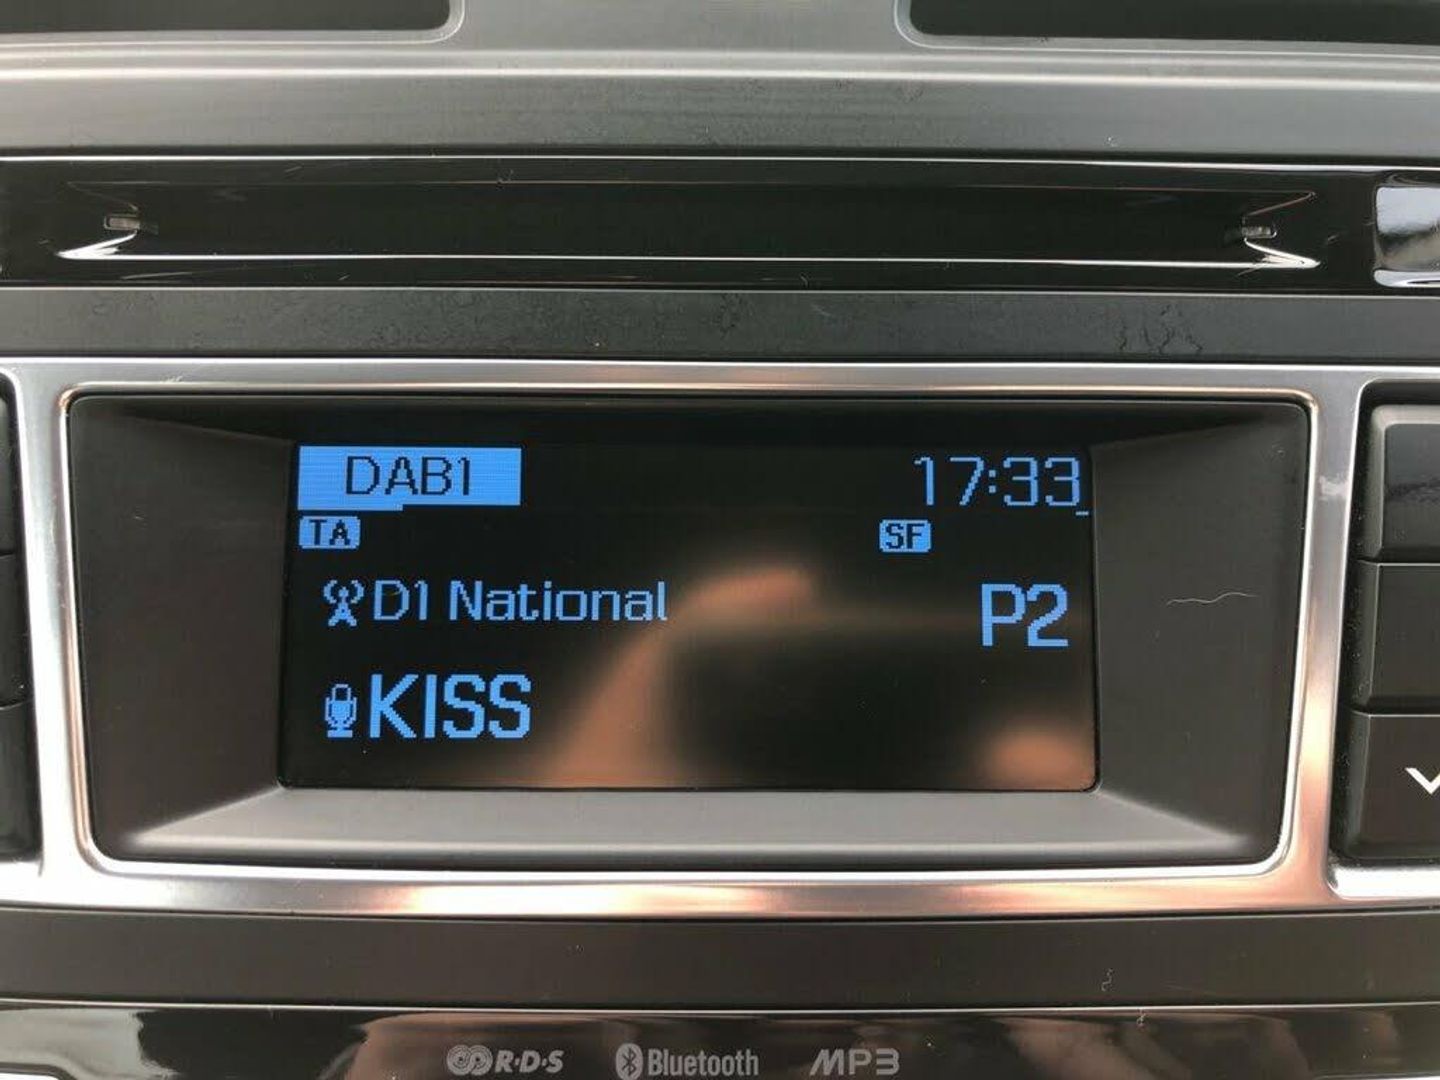 DAB1 17:33
TA SF
D1 National P2
KISS
R·D·S Bluetooth MP3